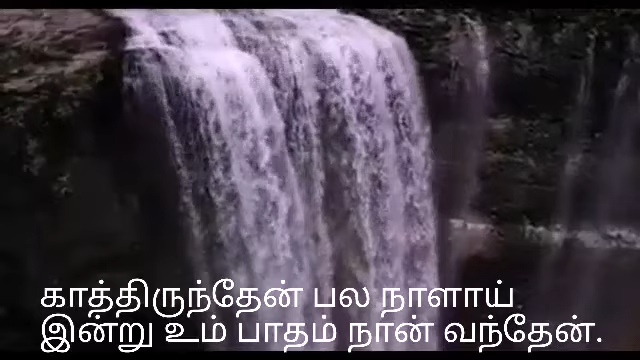 காத்திருந்தேன் பல நாளாய்
இன்று உம் பாதம் நான் வந்தேன்.